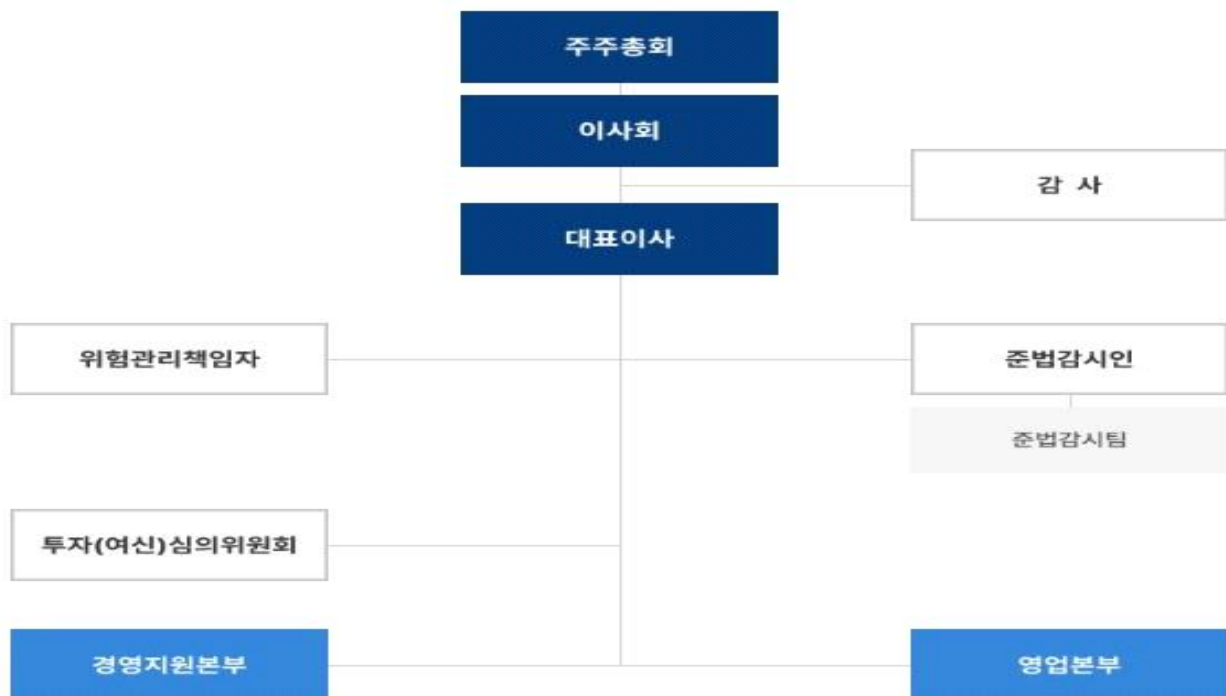 주주총회
이사회
감 사
대표이사
위험관리책임자
준법감시인
준법감시팀
투자(여신)심의위원회
경영지원본부
영업본부